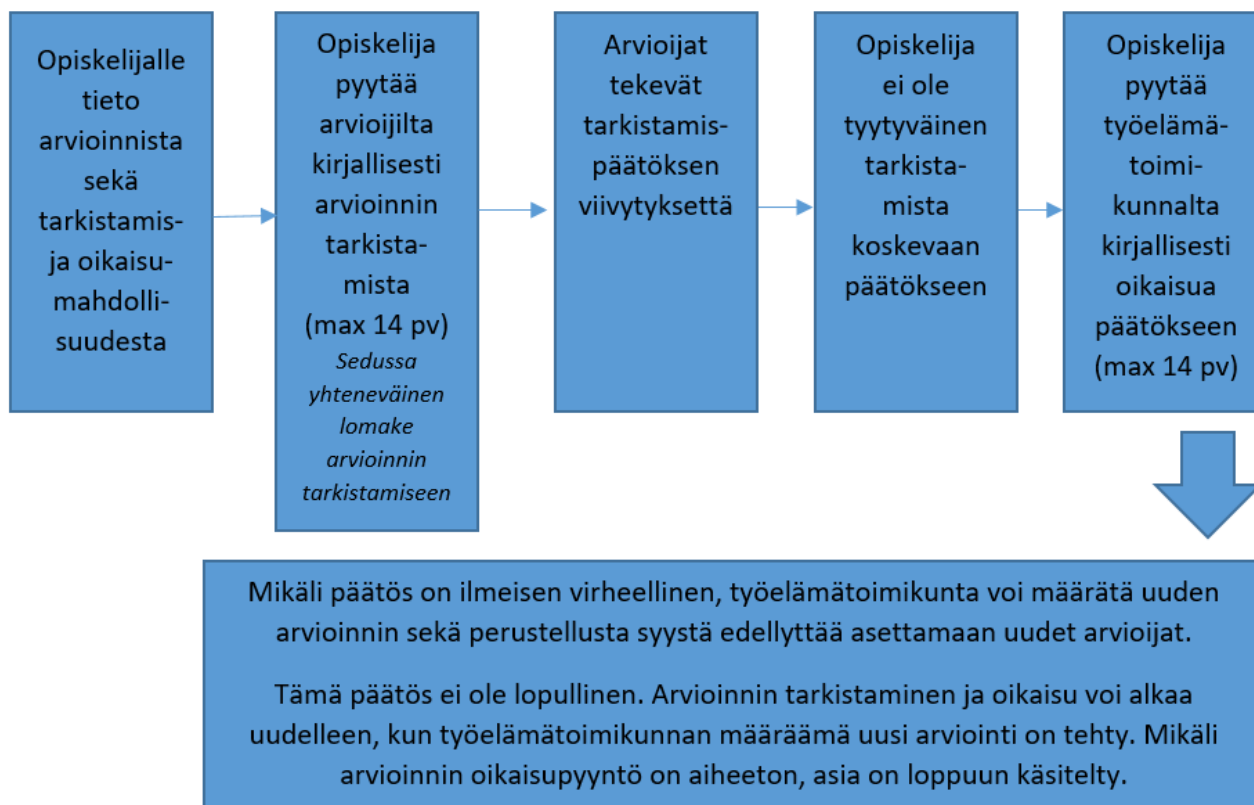 Opiskelijalle
tieto
arvioinnista
sekä
tarkistamis-
ja oikaisu-
mahdolli-
suudesta
Opiskelija
pyytää
arvioijilta
kirjallisesti
arvioinnin
tarkista-
mista
(max 14 pv)
Sedussa
yhteneväinen
lomake
arvioinnin
tarkistamiseen
Arvioijat
tekevät
tarkistamis-
päätöksen
viivytyksettä
Opiskelija
ei ole
tyytyväinen
tarkista-
mista
koskevaan
päätökseen
Opiskelija
pyytää
työelämä-
toimi-
kunnalta
kirjallisesti
oikaisua
päätökseen
(max 14 pv)
Mikäli päätös on ilmeisen virheellinen, työelämätoimikunta voi määrätä uuden
arvioinnin sekä perustellusta syystä edellyttää asettamaan uudet arvioijat.
Tämä päätös ei ole lopullinen. Arvioinnin tarkistaminen ja oikaisu voi alkaa
uudelleen, kun työelämätoimikunnan määräämä uusi arviointi on tehty. Mikäli
arvioinnin oikaisupyyntö on aiheeton, asia on loppuun käsitelty.